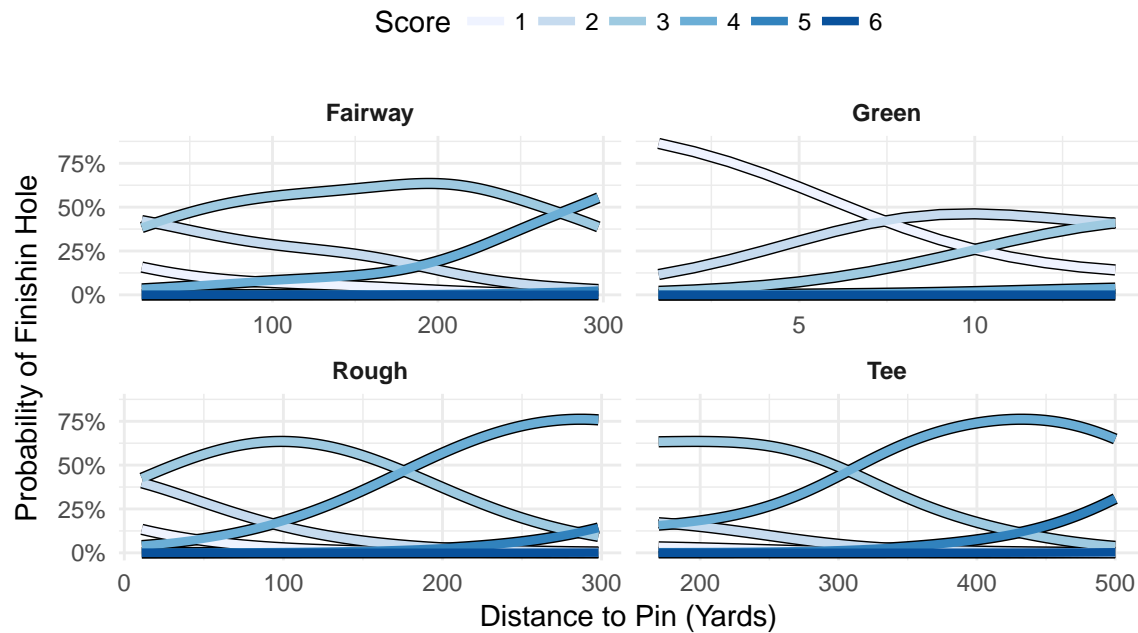 Score 1 2 3 4 5 6
Fairway Green
75%
50%
25%
0%
100 200 300 5 10
Rough Tee
75%
50%
25%
0%
0 100 200 300 200 300 400 500
Distance to Pin (Yards)
Probability of Finishin Hole